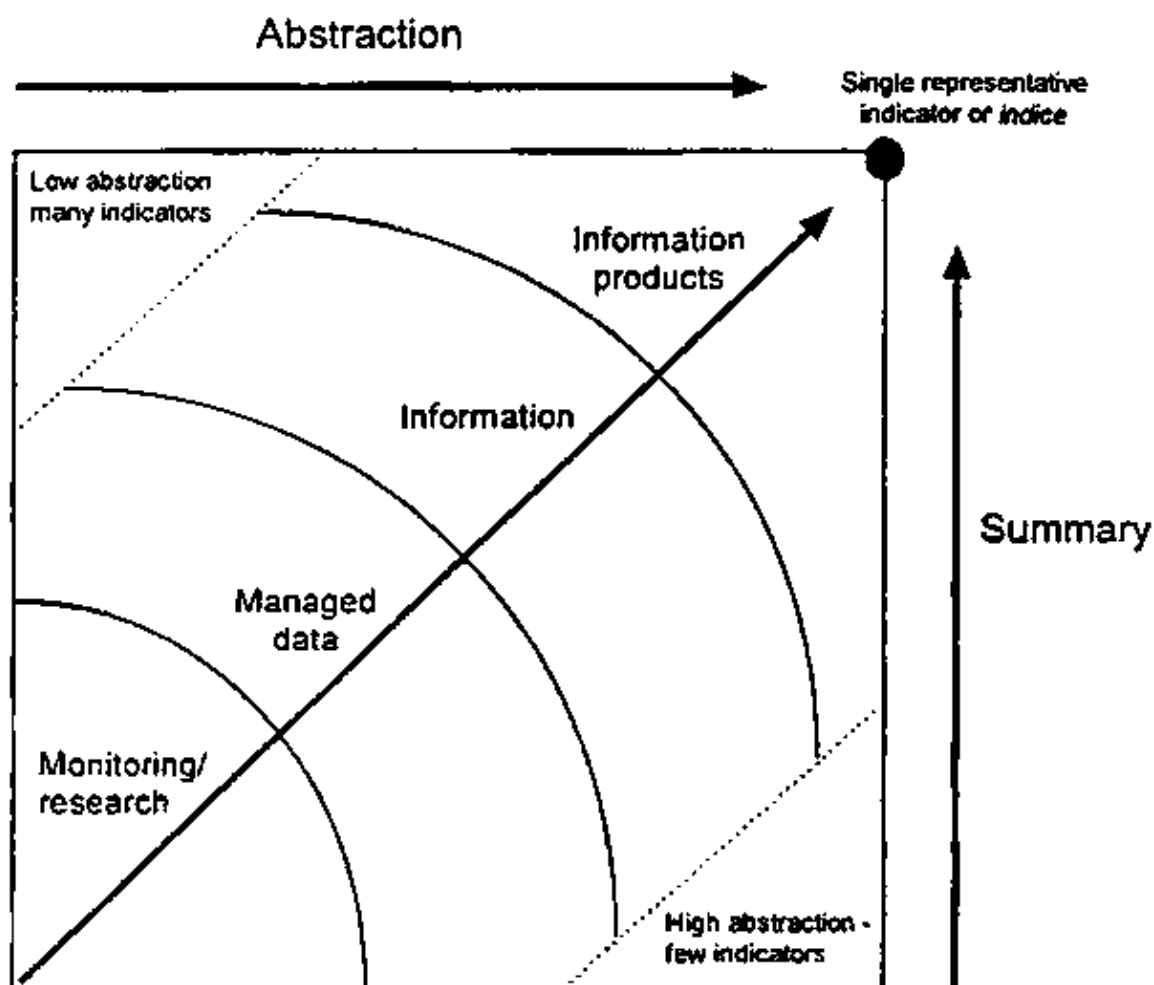 Abstraction
Single representative
indicator or indice
Low abstraction
many indicators
Information
products
Information
Summary
Managed
data
Monitoring/
research
High abstraction -
few indicators